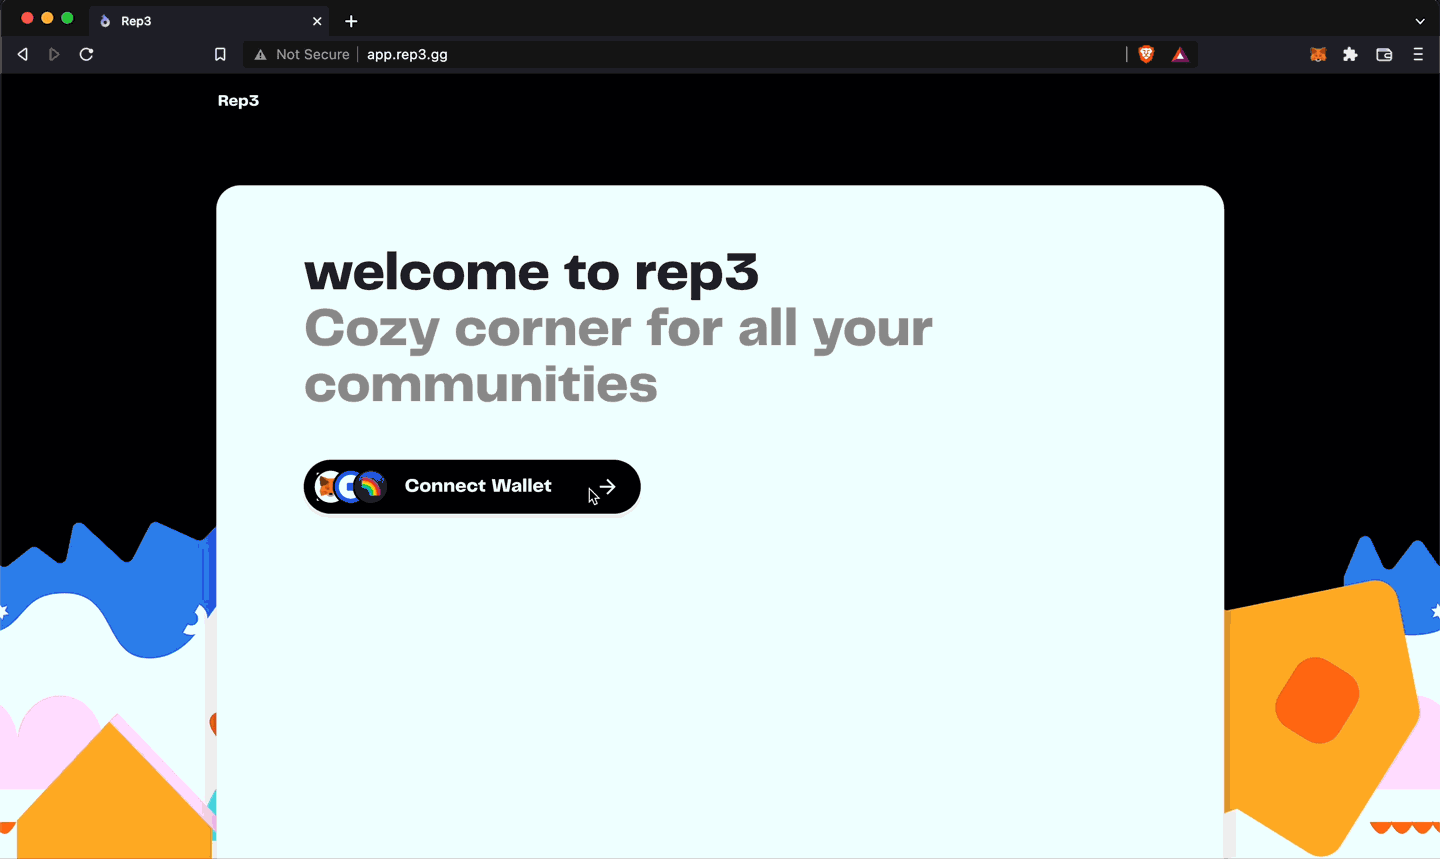 Rep3
Not Secure app.rep3.gg
Rep3
welcome to rep3
Cozy corner for all your
communities
Connect Wallet